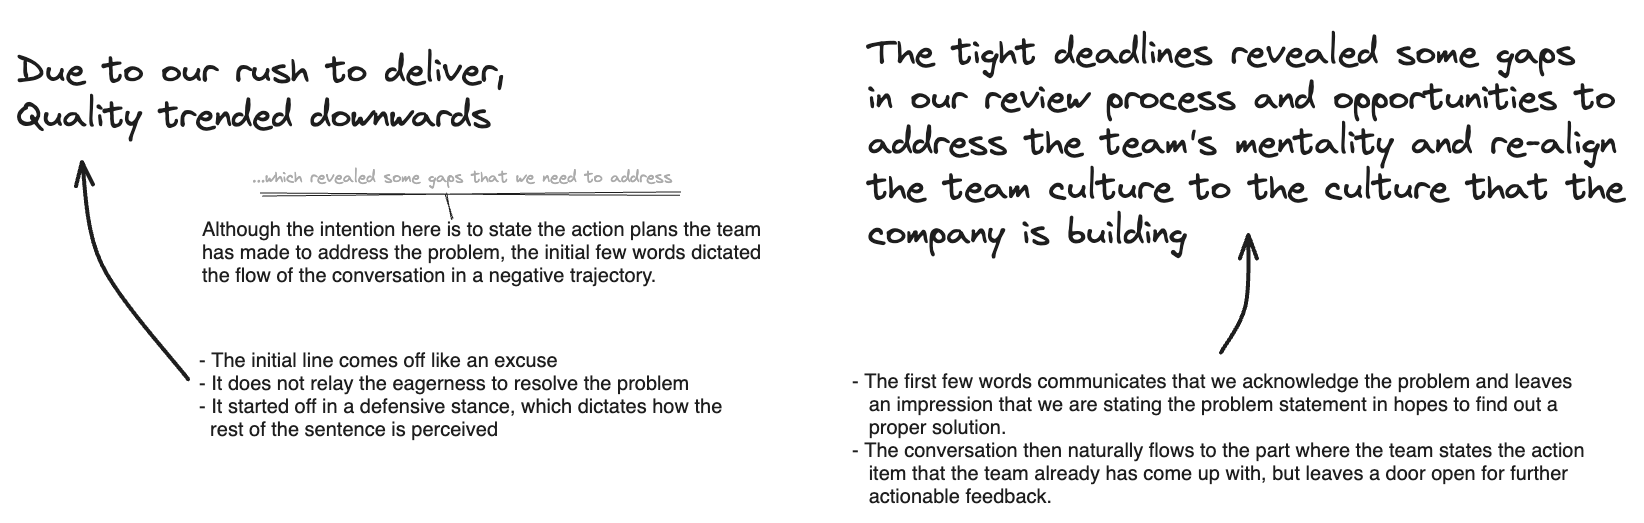 Due to our rush to deliver,
Quality trended downwards
...which revealed some gaps that we need to address
Although the intention here is to state the action plans the team
has made to address the problem, the initial few words dictated
the flow of the conversation in a negative trajectory.
- The initial line comes off like an excuse
- It does not relay the eagerness to resolve the problem
- It started off in a defensive stance, which dictates how the
rest of the sentence is perceived
The tight deadlines revealed some gaps
in our review process and opportunities to
address the team's mentality and re-align
the team culture to the culture that the
company is building
- The first few words communicates that we acknowledge the problem and leaves
an impression that we are stating the problem statement in hopes to find out a
proper solution.
- The conversation then naturally flows to the part where the team states the action
item that the team already has come up with, but leaves a door open for further
actionable feedback.